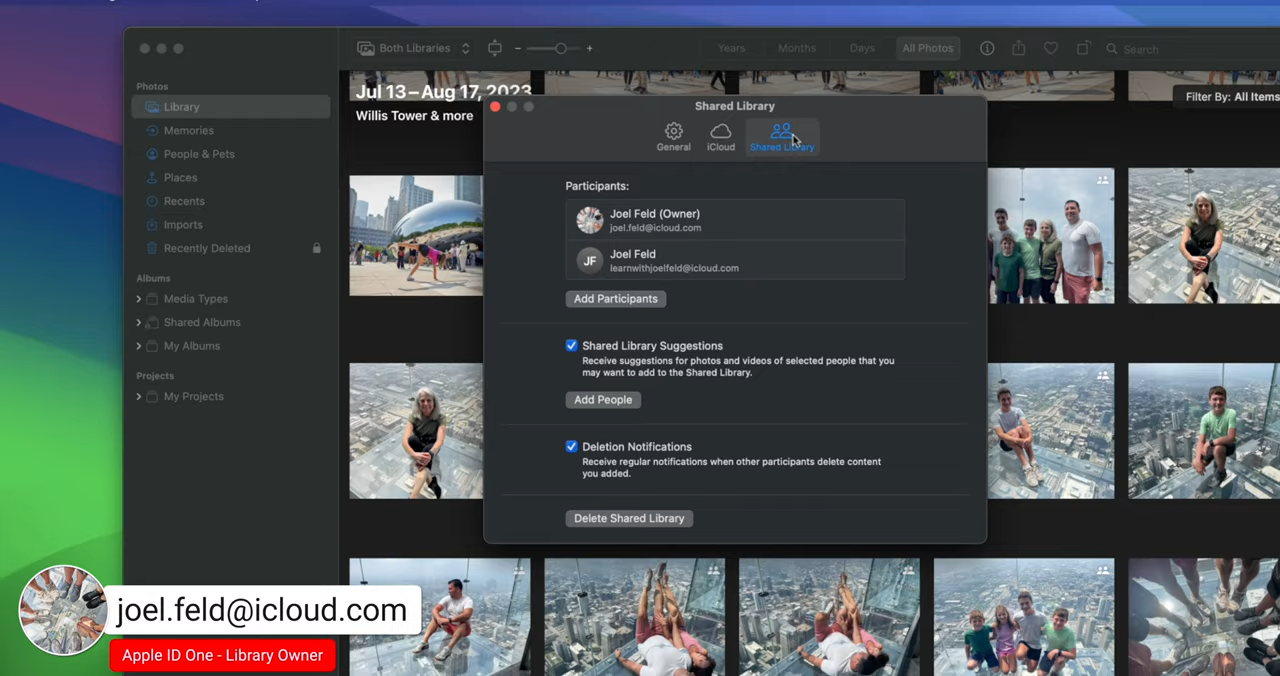 Both Libraries
Years
Months
Days
All Photos
Search
Photos
Library
Memories
People & Pets
Places
Recents
Imports
Recently Deleted
Albums
Media Types
Shared Albums
My Albums
Projects
My Projects
Jul 13 – Aug 17, 2023
Willis Tower & more
Filter By: All Items
Shared Library
General
iCloud
Shared Library
Participants:
Joel Feld (Owner)
joel.feld@icloud.com
JF
Joel Feld
learnwithjoelfeld@icloud.com
Add Participants
Shared Library Suggestions
Receive suggestions for photos and videos of selected people that you
may want to add to the Shared Library.
Add People
Deletion Notifications
Receive regular notifications when other participants delete content
you added.
Delete Shared Library
joel.feld@icloud.com
Apple ID One - Library Owner